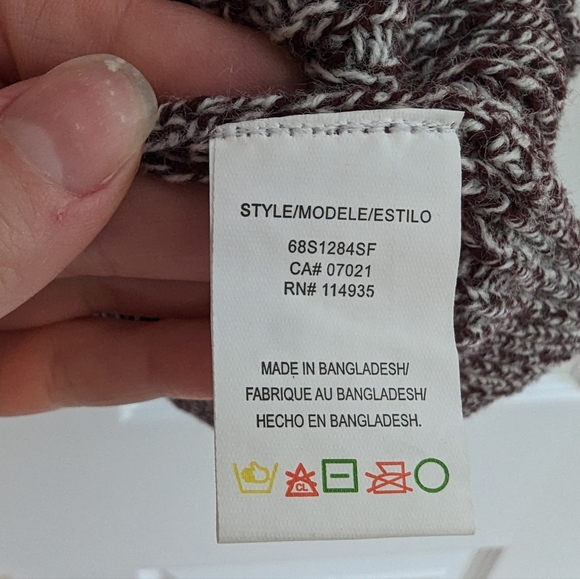 STYLE/MODELE/ESTILO
68S1284SF
CA# 07021
RN# 114935
MADE IN BANGLADESH/
FABRIQUE AU BANGLADESH/
HECHO EN BANGLADESH.
CL